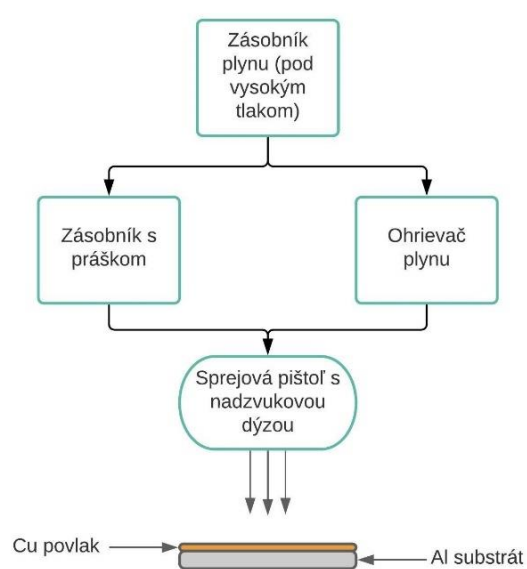 Zásobník
plynu (pod
vysokým
tlakom)
Zásobník s
práškom
Ohrievač
plynu
Sprejová pištoľ s
nadzvukovou
dýzou
Cu povlak
Al substrát